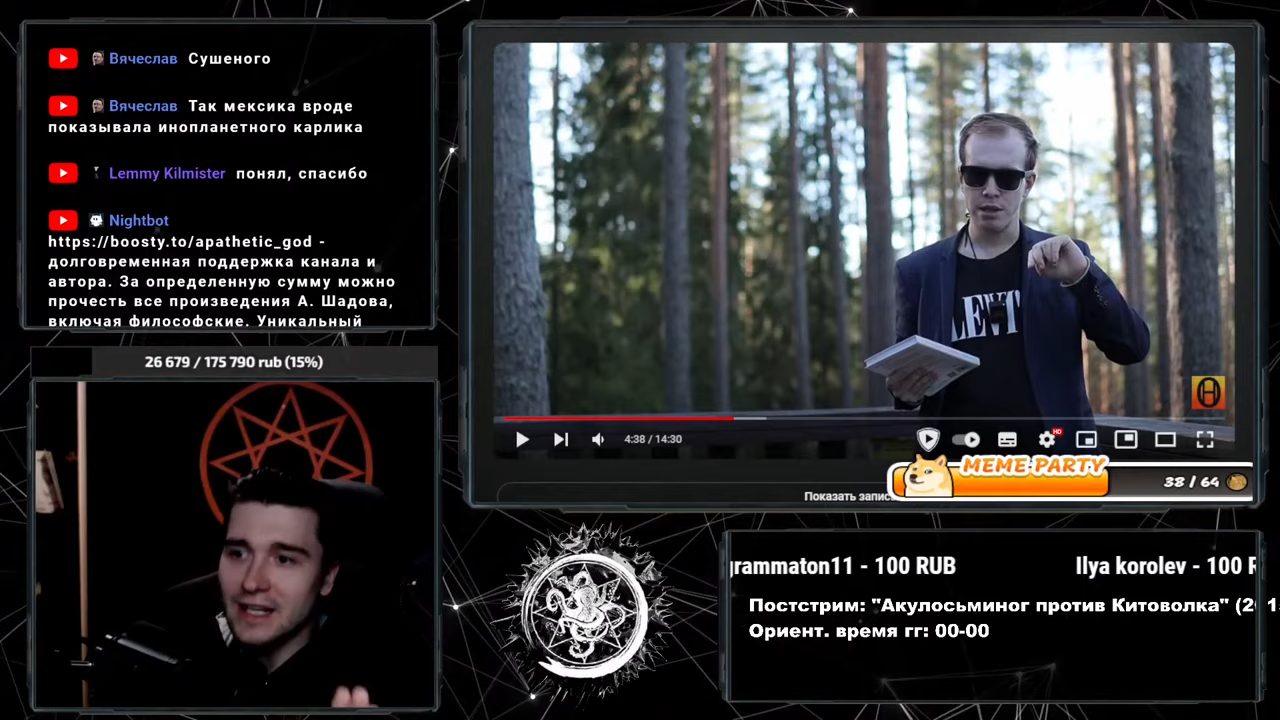 Вячеслав Сушеного
Вячеслав Так мексика вроде
показывала инопланетного карлика
Lemmy Kilmister понял, спасибо
Nightbot
https://boosty.to/apathetic_god -
долговременная поддержка канала и
автора. За определенную сумму можно
прочесть все произведения А. Шадова,
включая философские. Уникальный
26 679 / 175 790 rub (15%)
LEVI
4:38 / 14:30
HD
MEME PARTY
38 / 64
Показать запис
grammaton11 - 100 RUB
Ilya korolev - 100 R
Постстрим: "Акулосьминог против Китоволка" (2
Ориент. время гг: 00-00